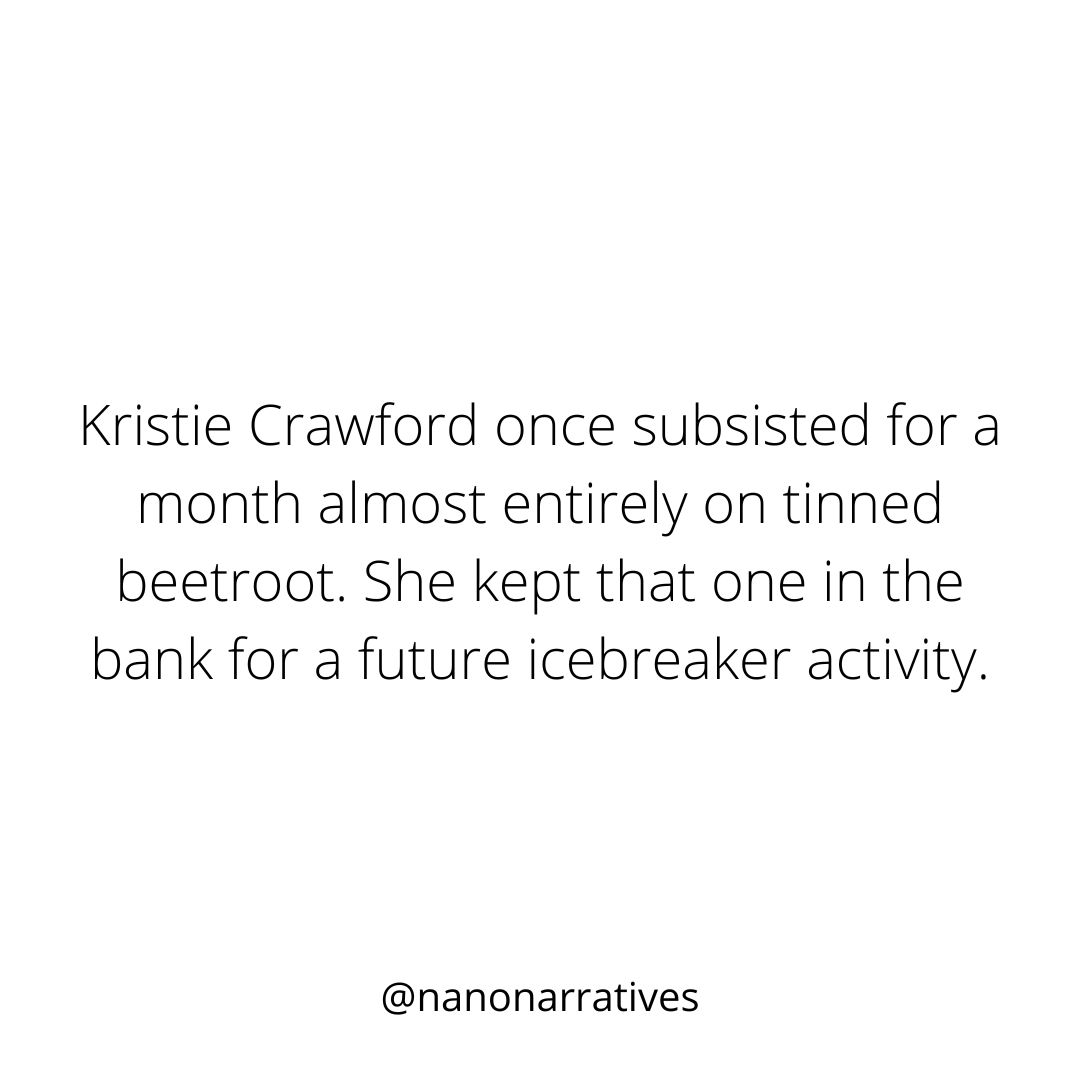 Kristie Crawford once subsisted for a
month almost entirely on tinned
beetroot. She kept that one in the
bank for a future icebreaker activity.
@nanonarratives